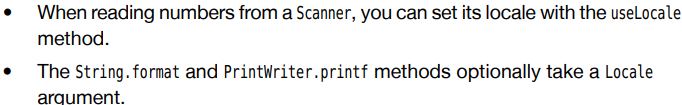 • When reading numbers from a Scanner, you can set its locale with the useLocale
method.
• The String.format and PrintWriter.printf methods optionally take a Locale
argument.